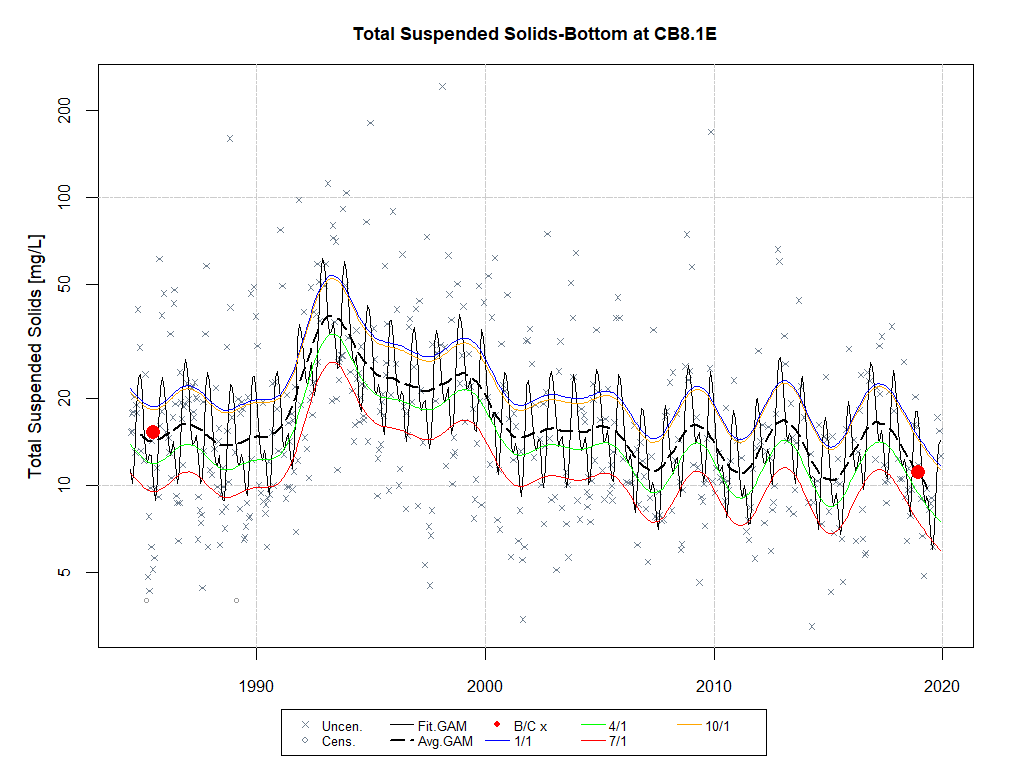 Total Suspended Solids-Bottom at CB8.1E
Total Suspended Solids [mg/L]
200
100
50
20
10
5
1990 2000 2010 2020
Uncen. Fit.GAM B/C x 4/1 10/1
Cens. Avg.GAM 1/1 7/1